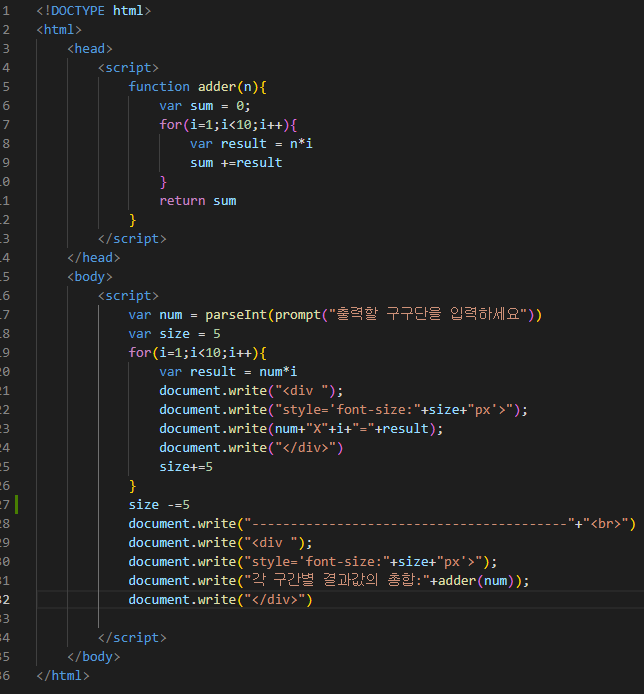 1 <!DOCTYPE html>
2 <html>
3 <head>
4 <script>
5 function adder(n){
6 var sum = 0;
7 for(i=1;i<10;i++){
8 var result = n*i
9 sum +=result
10 }
11 return sum
12 }
13 </script>
14 </head>
15 <body>
16 <script>
17 var num = parseInt(prompt("출력할 구구단을 입력하세요"))
18 var size = 5
19 for(i=1;i<10;i++){
20 var result = num*i
21 document.write("<div ");
22 document.write("style='font-size:"+size+"px'>");
23 document.write(num+"X"+i+"="+result);
24 document.write("</div>")
25 size+=5
26 }
27 size -=5
28 document.write("-----------------------------------------"+"<br>")
29 document.write("<div ");
30 document.write("style='font-size:"+size+"px'>");
31 document.write("각 구간별 결과값의 총합:"+adder(num));
32 document.write("</div>")
33
34 </script>
35 </body>
36 </html>